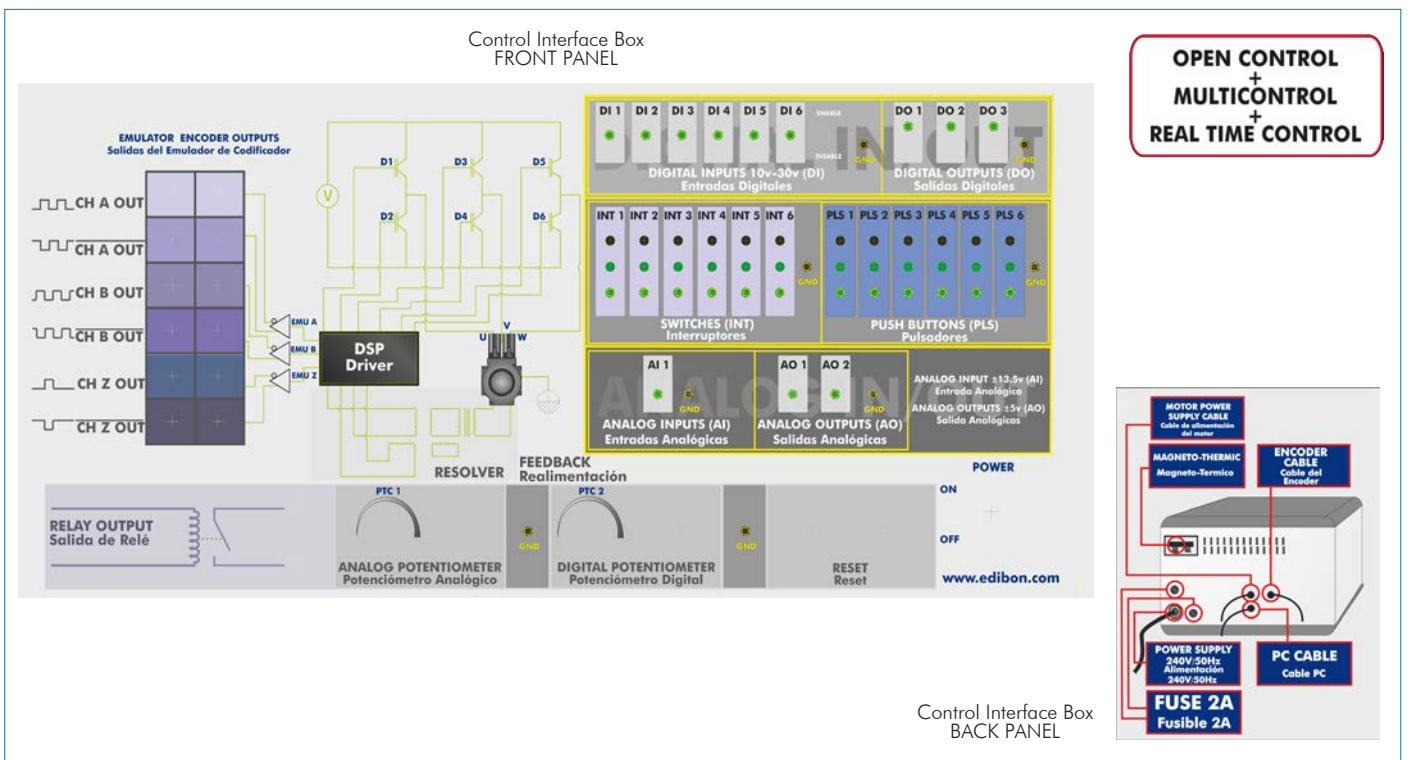 Control Interface Box
FRONT PANEL
OPEN CONTROL
+
MULTICONTROL
+
REAL TIME CONTROL
EMULATOR ENCODER OUTPUTS
Salidas del Emulador de Codificador
CH A OUT
CH A OUT
CH B OUT
CH B OUT
CH Z OUT
CH Z OUT
EMU A
EMU B
EMU Z
V
D1
D3
D5
D2
D4
D6
DSP
Driver
U
V
W
RESOLVER
FEEDBACK
Realimentación
DIGITAL IN/OUT
DI 1 DI 2 DI 3 DI 4 DI 5 DI 6
ENABLE
DISABLE
GND
DIGITAL INPUTS 10v-30v (DI)
Entradas Digitales
DO 1 DO 2 DO 3
GND
DIGITAL OUTPUTS (DO)
Salidas Digitales
INT 1 INT 2 INT 3 INT 4 INT 5 INT 6
GND
SWITCHES (INT)
Interruptores
PLS 1 PLS 2 PLS 3 PLS 4 PLS 5 PLS 6
GND
PUSH BUTTONS (PLS)
Pulsadores
ANALOG IN/OUT
AI 1
GND
ANALOG INPUTS (AI)
Entradas Analógicas
AO 1 AO 2
GND
ANALOG OUTPUTS (AO)
Salidas Analógicas
ANALOG INPUT ±13.5v (AI)
Entrada Analógica
ANALOG OUTPUTS ±5v (AO)
Salida Analógicas
RELAY OUTPUT
Salida de Relé
PTC 1
ANALOG POTENTIOMETER
Potenciómetro Analógico
GND
PTC 2
DIGITAL POTENTIOMETER
Potenciómetro Digital
GND
RESET
Reset
POWER
ON
OFF
www.edibon.com
MOTOR POWER
SUPPLY CABLE
Cable de alimentación
del motor
MAGNETO-THERMIC
Magneto-Termico
ENCODER
CABLE
Cable del
Encoder
POWER SUPPLY
240V/50Hz
Alimentación
240V/50Hz
PC CABLE
Cable PC
FUSE 2A
Fusible 2A
Control Interface Box
BACK PANEL